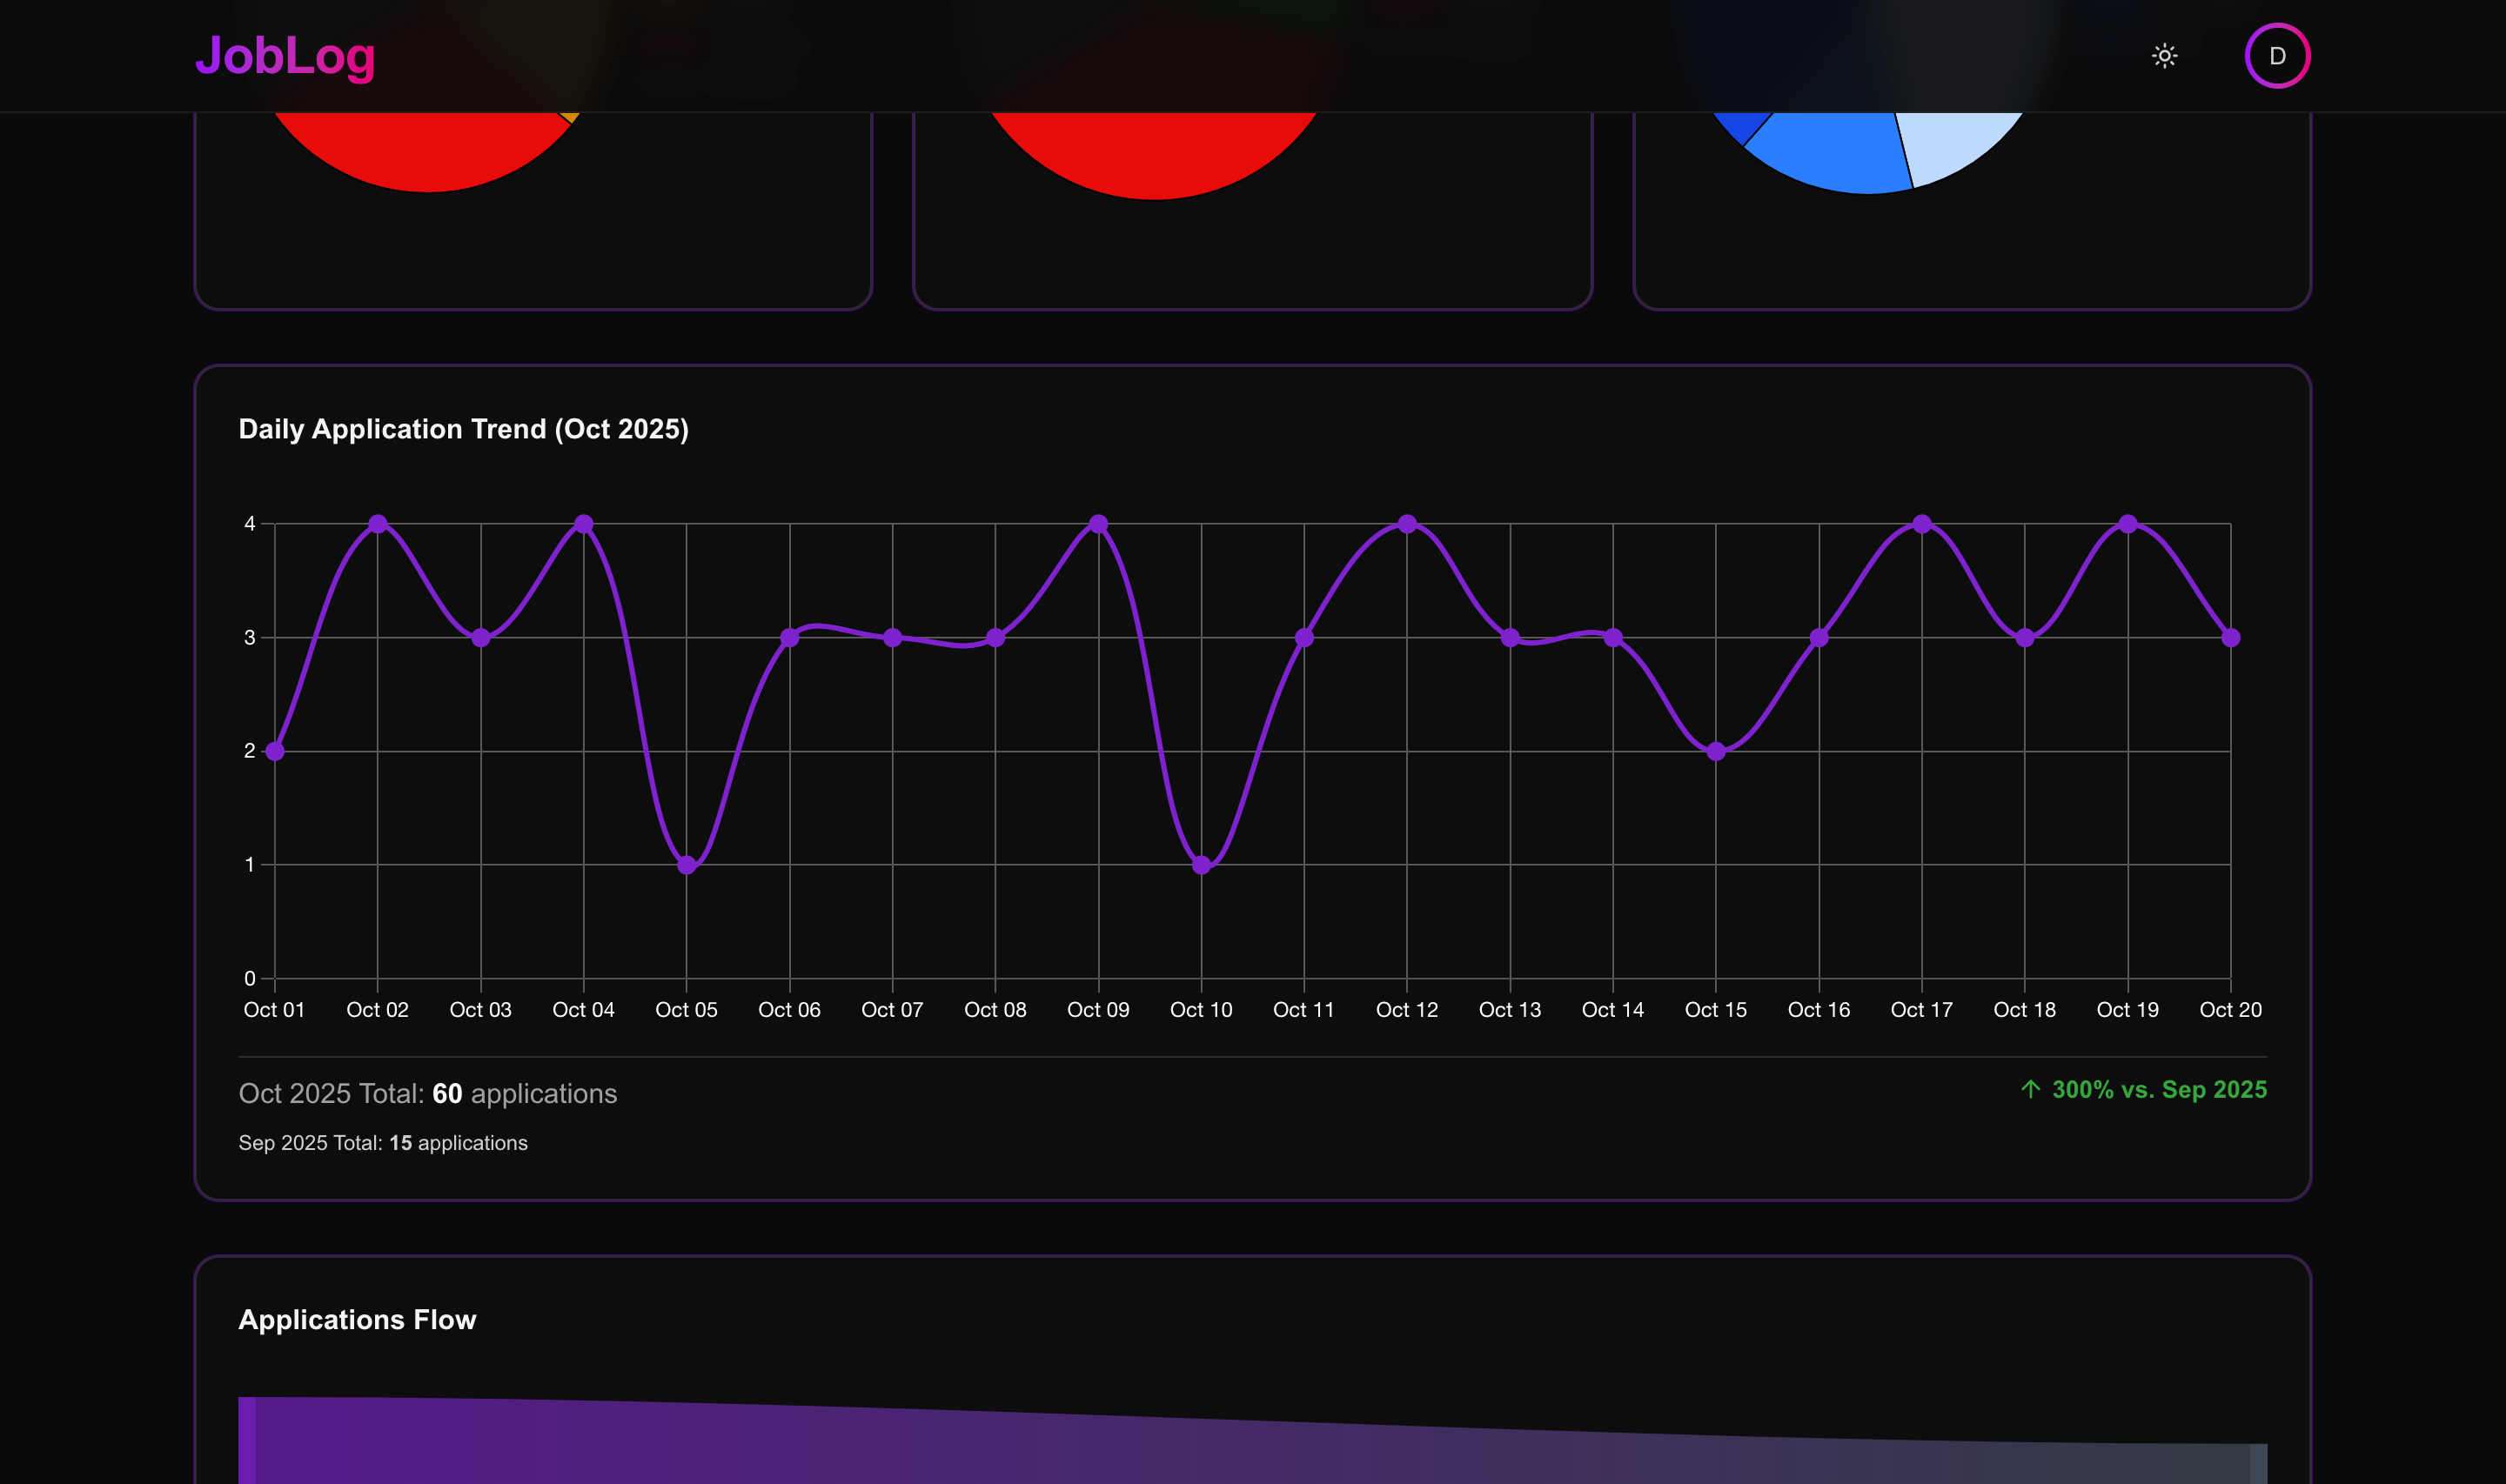 JobLog
D
Daily Application Trend (Oct 2025)
4
3
2
1
0
Oct 01 Oct 02 Oct 03 Oct 04 Oct 05 Oct 06 Oct 07 Oct 08 Oct 09 Oct 10 Oct 11 Oct 12 Oct 13 Oct 14 Oct 15 Oct 16 Oct 17 Oct 18 Oct 19 Oct 20
Oct 2025 Total: 60 applications
↑ 300% vs. Sep 2025
Sep 2025 Total: 15 applications
Applications Flow